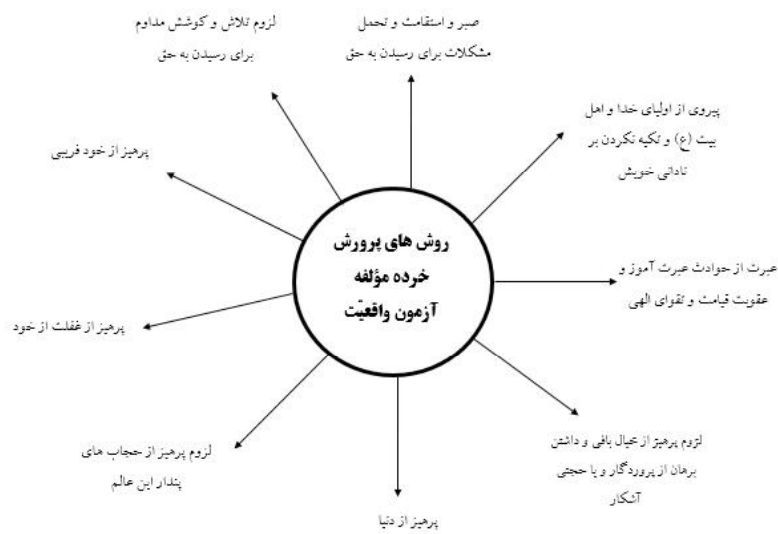 صبر و استقامت و تحمل
مشکلات برای رسیدن به حق
لزوم تلاش و کوشش مداوم
برای رسیدن به حق
پیروی از اولیای خدا و اهل
بیت (ع) و تکیه نکردن بر
نادانی خویش
پرهیز از خود فریبی
روش های پرورش
خرده مؤلفه
آزمون واقعیّت
عبرت از حوادث عبرت آموز و
عقوبت قیامت و تقوای الهی
پرهیز از غفلت از خود
لزوم پرهیز از خیال بافی و داشتن
برهان از پروردگار و یا حجتی
آشکار
لزوم پرهیز از حجاب های
پندار این عالم
پرهیز از دنیا